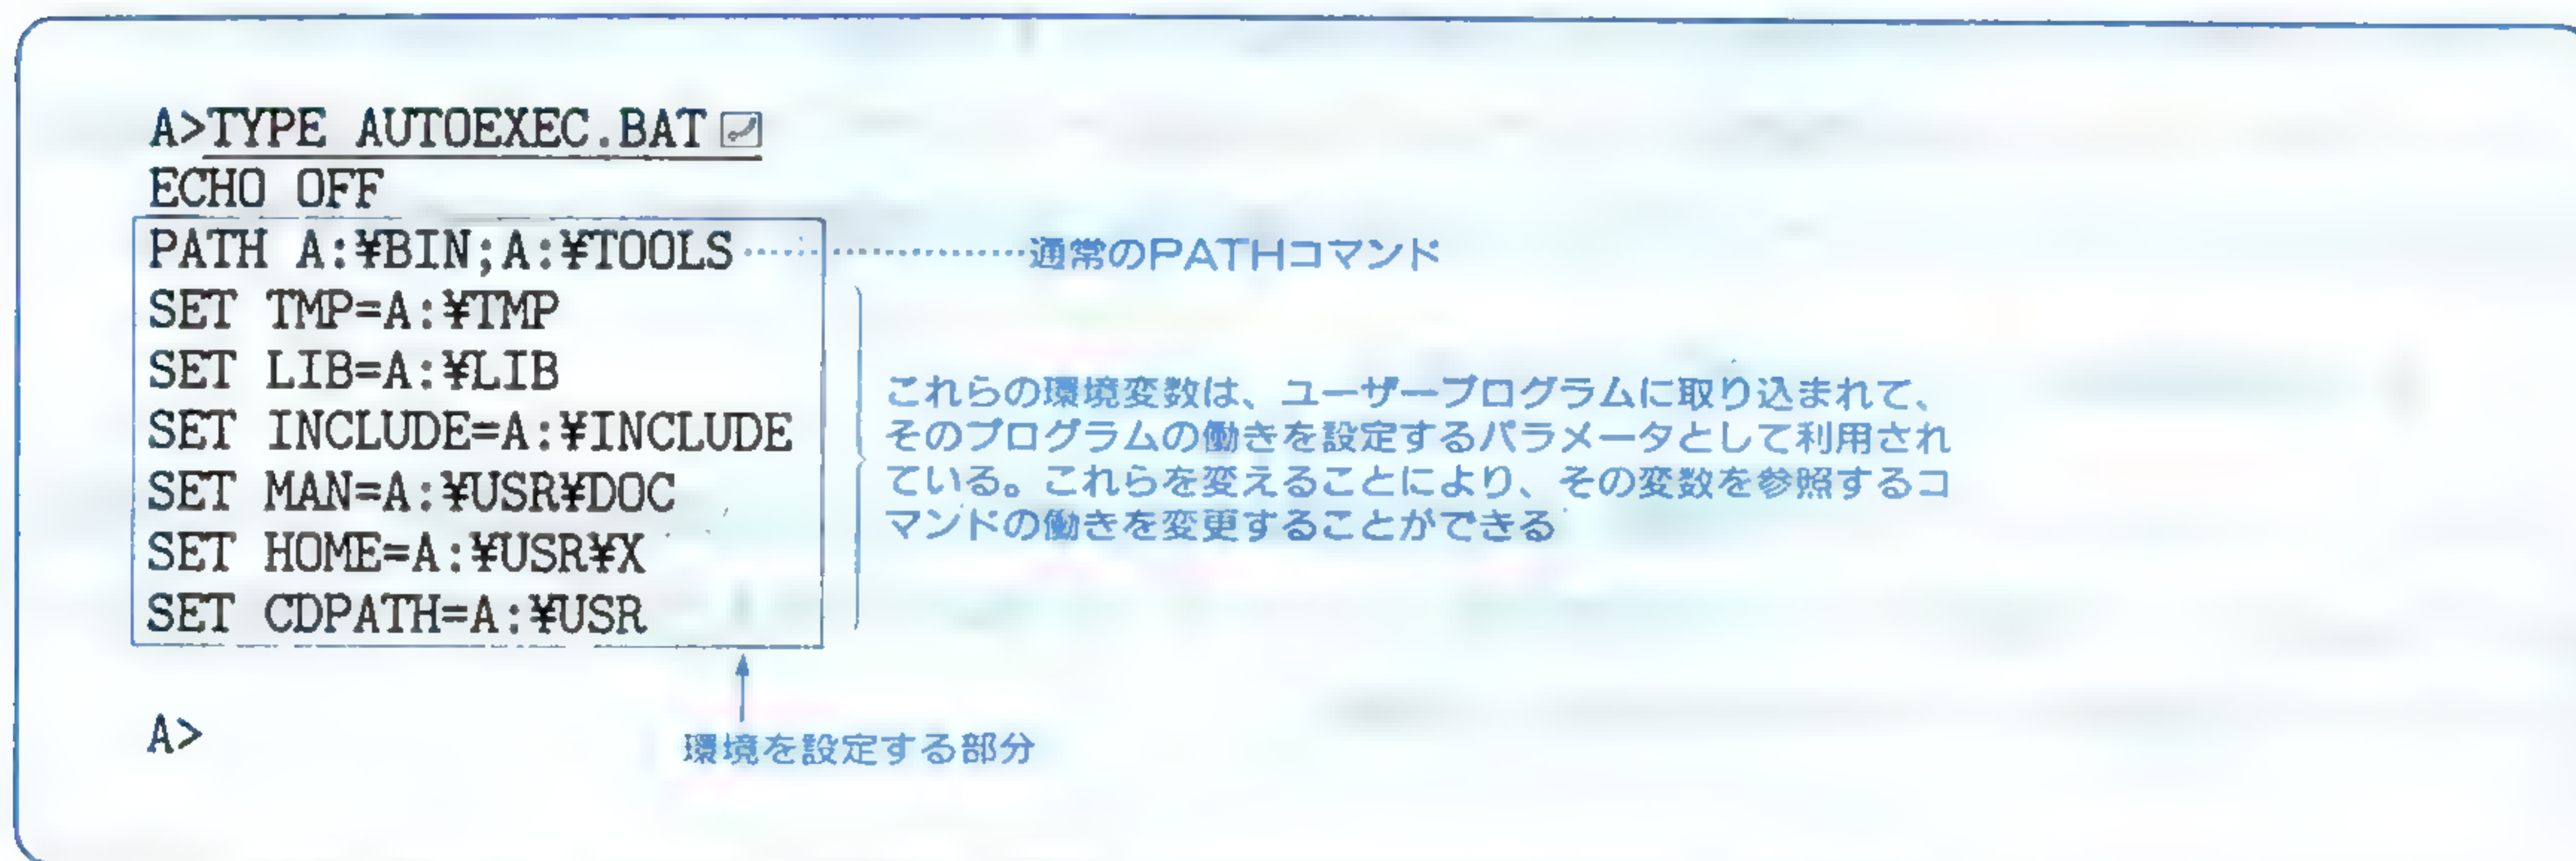 A>TYPE AUTOEXEC.BAT
ECHO OFF
PATH A:¥BIN;A:¥TOOLS
通常のPATHコマンド
SET TMP=A:¥TMP
SET LIB=A:¥LIB
SET INCLUDE=A:¥INCLUDE
SET MAN=A:¥USR¥DOC
SET HOME=A:¥USR¥X
SET CDPATH=A:¥USR
これらの環境変数は、ユーザープログラムに取り込まれて、
そのプログラムの働きを設定するパラメータとして利用され
ている。これらを変えることにより、その変数を参照するコ
マンドの働きを変更することができる
A>
環境を設定する部分